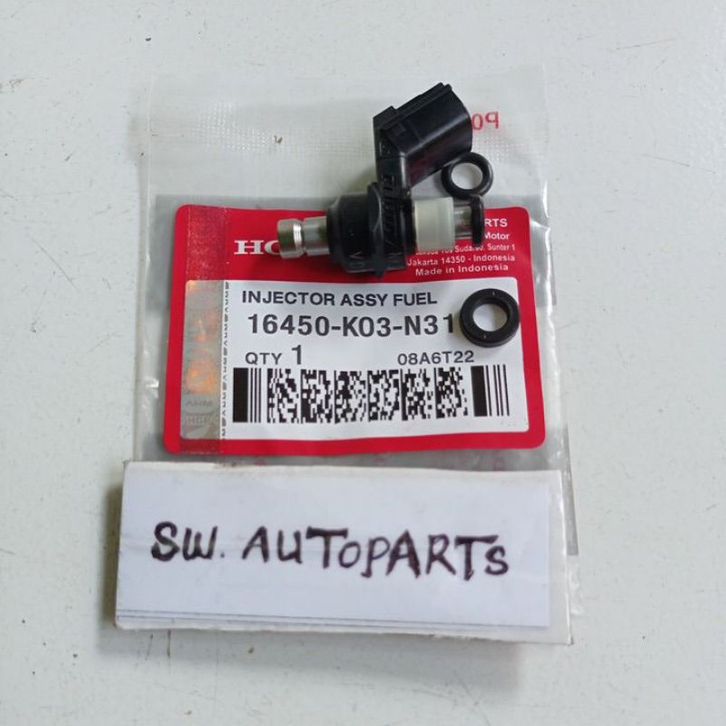 HO
RTS
Motor
Jakarta 14350 - Indonesia
Made in Indonesia
INJECTOR ASSY FUEL
16450-K03-N31
QTY 1 08A6T22
SW. AUTOPARTS